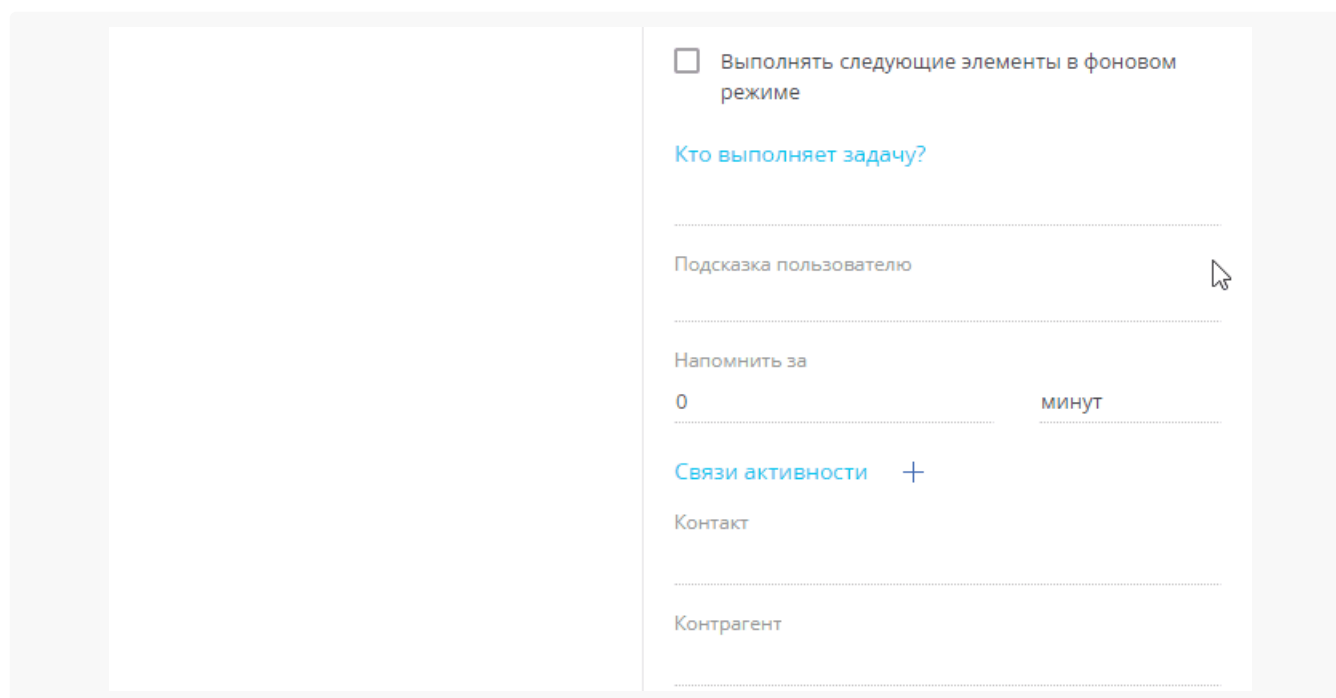 Выполнять следующие элементы в фоновом
режиме
Кто выполняет задачу?
Подсказка пользователю
Напомнить за
0 минут
Связи активности +
Контакт
Контрагент